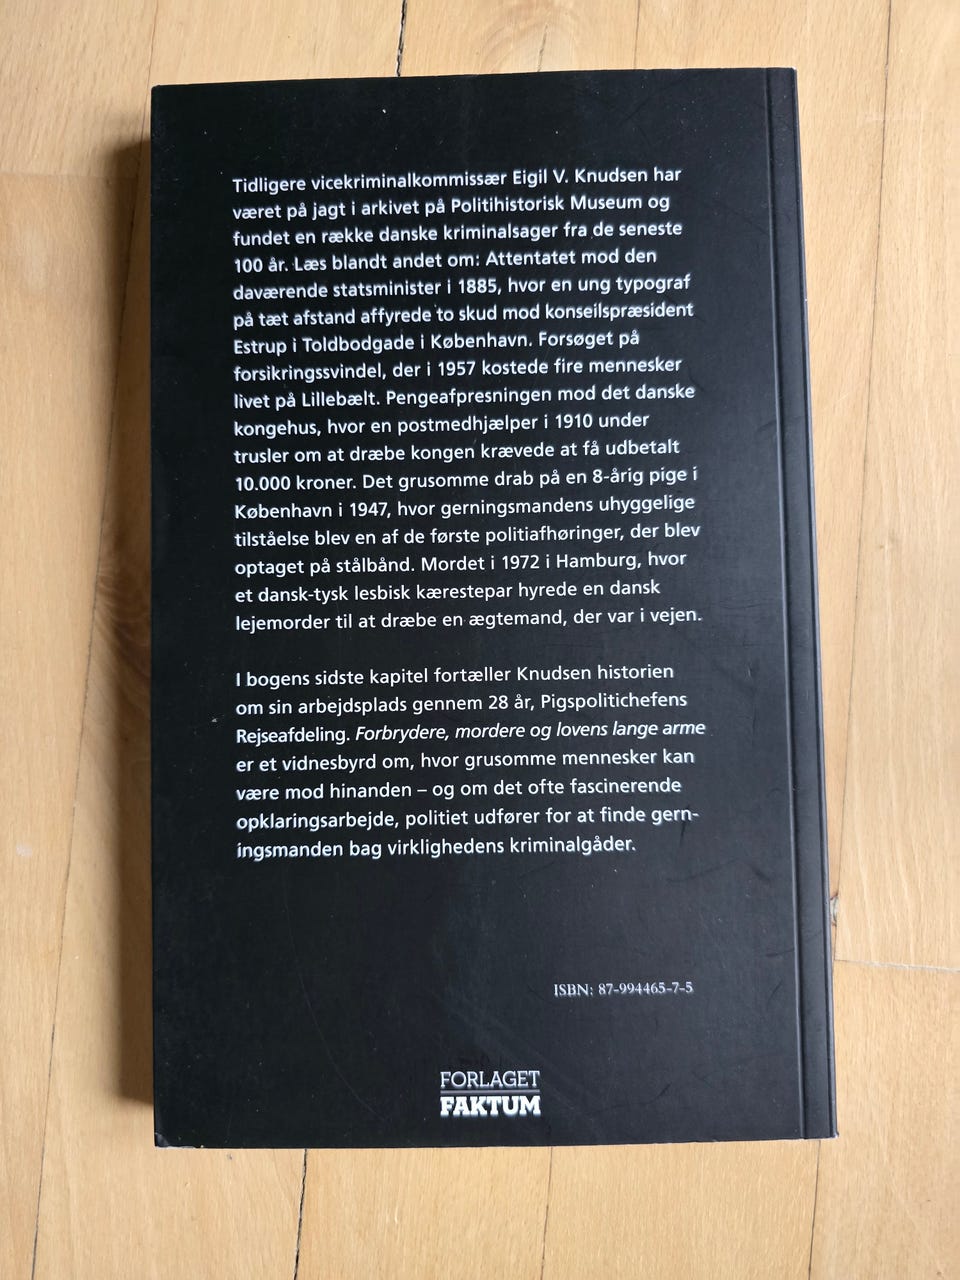 Tidligere vicekriminalkommissær Eigil V. Knudsen har
været på jagt i arkivet på Politihistorisk Museum og
fundet en række danske kriminalsager fra de seneste
100 år. Læs blandt andet om: Attentatet mod den
daværende statsminister i 1885, hvor en ung typograf
på tæt afstand affyrede to skud mod konseilspræsident
Estrup i Toldbodgade i København. Forsøget på
forsikringssvindel, der i 1957 kostede fire mennesker
livet på Lillebælt. Pengeafpresningen mod det danske
kongehus, hvor en postmedhjælper i 1910 under
trusler om at dræbe kongen krævede at få udbetalt
10.000 kroner. Det grusomme drab på en 8-årig pige i
København i 1947, hvor gerningsmandens uhyggelige
tilståelse blev en af de første politiafhøringer, der blev
optaget på stålbånd. Mordet i 1972 i Hamburg, hvor
et dansk-tysk lesbisk kærestepar hyrede en dansk
lejemorder til at dræbe en ægtemand, der var i vejen.
I bogens sidste kapitel fortæller Knudsen historien
om sin arbejdsplads gennem 28 år, Pigspolitichefens
Rejseafdeling. Forbrydere, mordere og lovens lange arme
er et vidnesbyrd om, hvor grusomme mennesker kan
være mod hinanden – og om det ofte fascinerende
opklaringsarbejde, politiet udfører for at finde gern-
ingsmanden bag virklighedens kriminalgåder.
ISBN: 87-994465-7-5
FORLAGET
FAKTUM